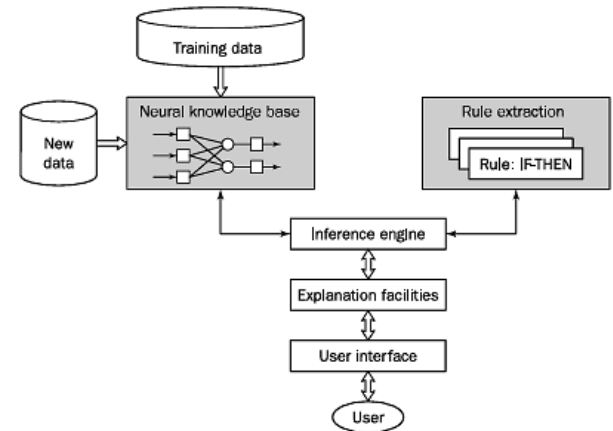 Training data
Neural knowledge base
Rule extraction
New
data
Rule: IF-THEN
Inference engine
Explanation facilities
User interface
User